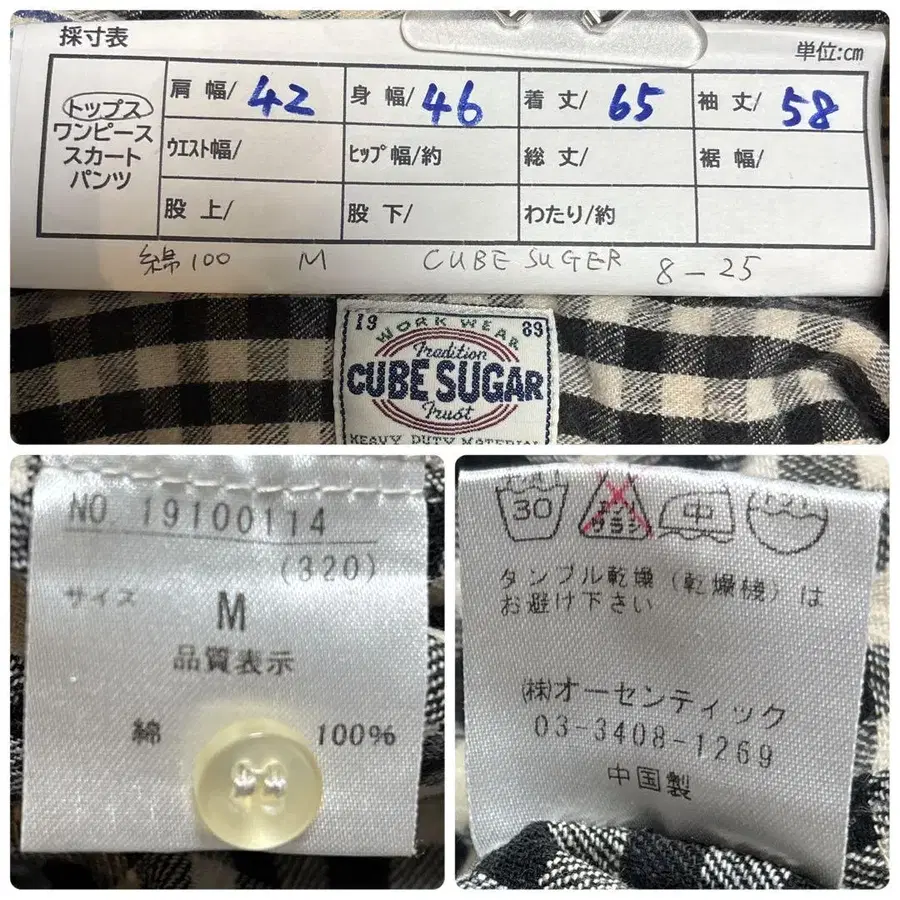 採寸表
単位:cm
トップス
ワンピース
スカート
パンツ
肩 幅/ 42 身 幅/ 46 着 丈/ 65 袖 丈/ 58
ウエスト幅/ ヒップ幅/約 総 丈/ 裾 幅/
股 上/ 股 下/ わたり/約
綿100 M CUBE SUGER 8-25
19 89
WORK WEAR
Tradition
CUBE SUGAR
Trust
HEAVY DUTY MATERIAL
NO. 19100114
(320)
サイズ
M
品質表示
綿 100%
30 エンソ サラシ 中
タンブル乾燥(乾燥機)は
お避け下さい
(株)オーセンティック
03-3408-1269
中国製